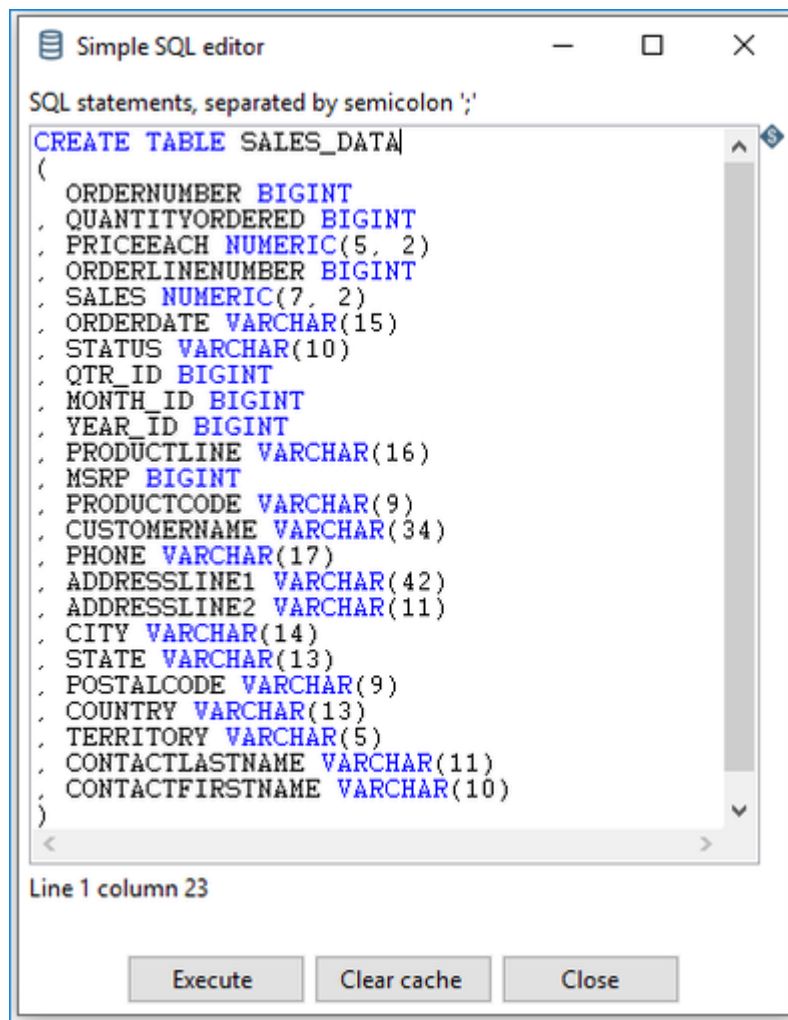 Simple SQL editor
SQL statements, separated by semicolon ';'
CREATE TABLE SALES_DATA
(
  ORDERNUMBER BIGINT
, QUANTITYORDERED BIGINT
, PRICEEACH NUMERIC(5, 2)
, ORDERLINENUMBER BIGINT
, SALES NUMERIC(7, 2)
, ORDERDATE VARCHAR(15)
, STATUS VARCHAR(10)
, QTR_ID BIGINT
, MONTH_ID BIGINT
, YEAR_ID BIGINT
, PRODUCTLINE VARCHAR(16)
, MSRP BIGINT
, PRODUCTCODE VARCHAR(9)
, CUSTOMERNAME VARCHAR(34)
, PHONE VARCHAR(17)
, ADDRESSLINE1 VARCHAR(42)
, ADDRESSLINE2 VARCHAR(11)
, CITY VARCHAR(14)
, STATE VARCHAR(13)
, POSTALCODE VARCHAR(9)
, COUNTRY VARCHAR(13)
, TERRITORY VARCHAR(5)
, CONTACTLASTNAME VARCHAR(11)
, CONTACTFIRSTNAME VARCHAR(10)
)
Line 1 column 23
Execute Clear cache Close